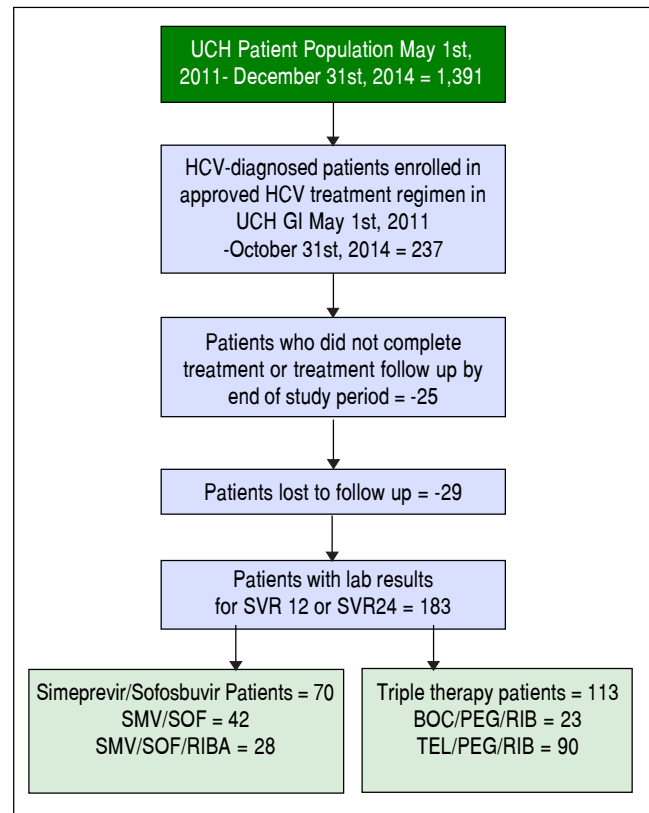 UCH Patient Population May 1st,
2011- December 31st, 2014 = 1,391
HCV-diagnosed patients enrolled in
approved HCV treatment regimen in
UCH GI May 1st, 2011
-October 31st, 2014 = 237
Patients who did not complete
treatment or treatment follow up by
end of study period = -25
Patients lost to follow up = -29
Patients with lab results
for SVR 12 or SVR24 = 183
Simeprevir/Sofosbuvir Patients = 70
SMV/SOF = 42
SMV/SOF/RIBA = 28
Triple therapy patients = 113
BOC/PEG/RIB = 23
TEL/PEG/RIB = 90